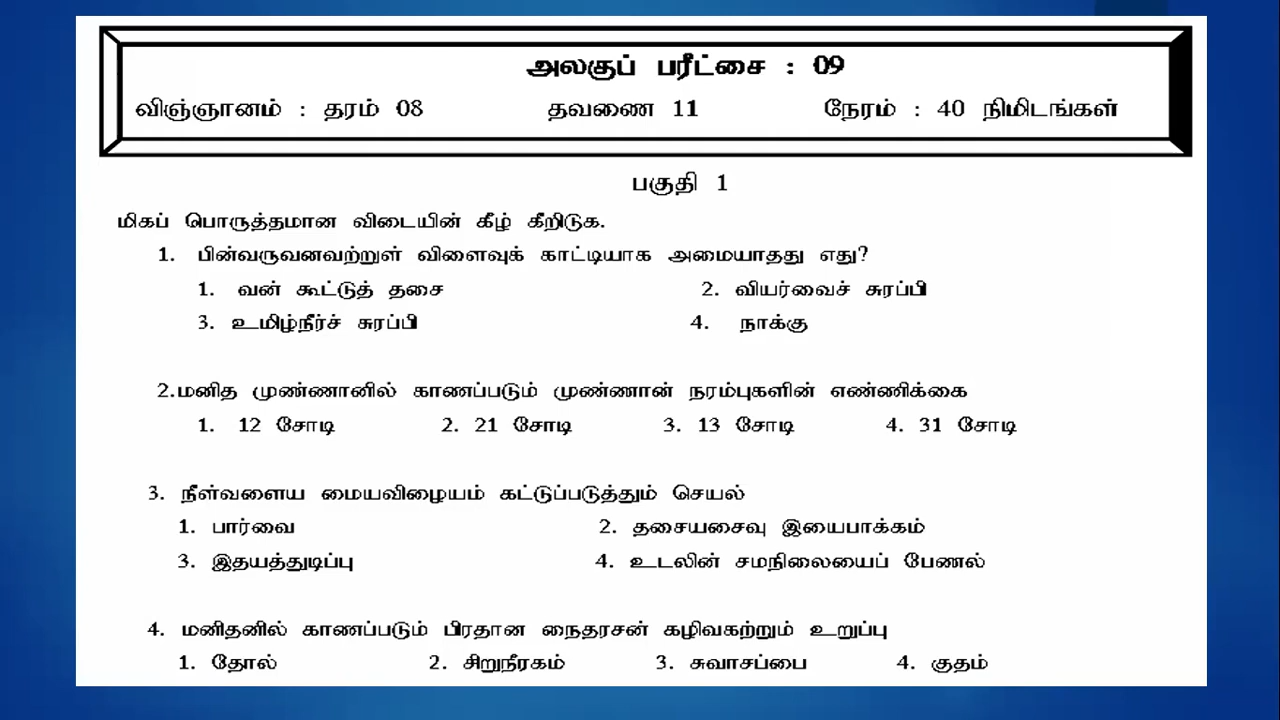 அலகுப் பரீட்சை : 09
விஞ்ஞானம் : தரம் 08 தவணை 11 நேரம் : 40 நிமிடங்கள்
பகுதி 1
மிகப் பொருத்தமான விடையின் கீழ் கீறிடுக.
1. பின்வருவனவற்றுள் விளைவுக் காட்டியாக அமையாதது எது?
1. வன் கூட்டுத் தசை 2. வியர்வைச் சுரப்பி
3. உமிழ்நீர்ச் சுரப்பி 4. நாக்கு
2.மனித முண்ணானில் காணப்படும் முண்ணான் நரம்புகளின் எண்ணிக்கை
1. 12 சோடி 2. 21 சோடி 3. 13 சோடி 4. 31 சோடி
3. நீள்வளைய மையவிழையம் கட்டுப்படுத்தும் செயல்
1. பார்வை 2. தசையசைவு இயைபாக்கம்
3. இதயத்துடிப்பு 4. உடலின் சமநிலையைப் பேணல்
4. மனிதனில் காணப்படும் பிரதான நைதரசன் கழிவகற்றும் உறுப்பு
1. தோல் 2. சிறுநீரகம் 3. சுவாசப்பை 4. குதம்